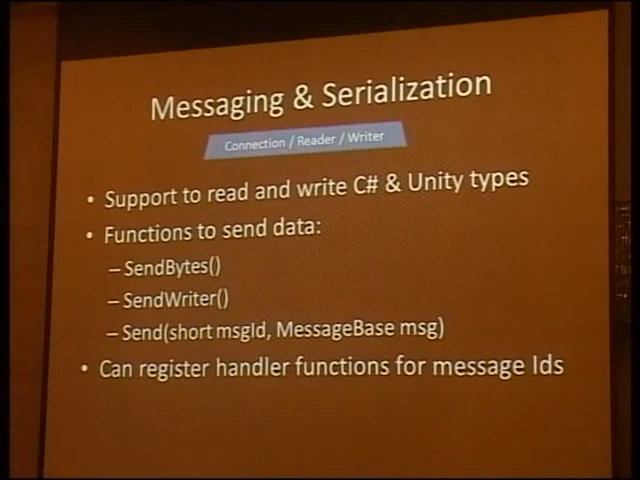 Messaging & Serialization
Connection / Reader / Writer
• Support to read and write C# & Unity types
• Functions to send data:
– SendBytes()
– SendWriter()
– Send(short msgId, MessageBase msg)
• Can register handler functions for message Ids